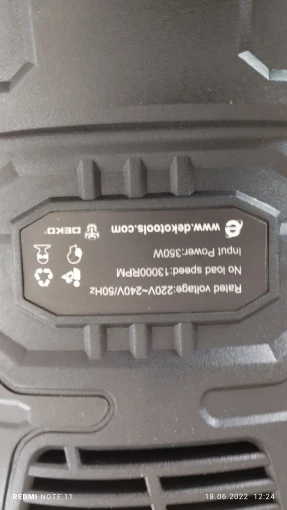 Rated voltage:220V~240V/50Hz
No load speed:13000RPM
Input Power:350W
www.dekotools.com
DEKO
REDMI NOTE 11
18.06.2022 12:24